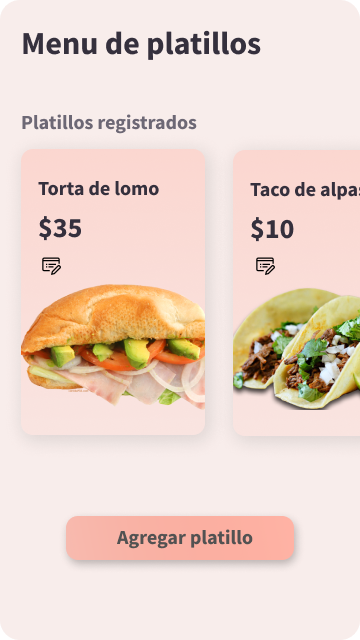 Menu de platillos
Platillos registrados
Torta de lomo
$35
Taco de alpas
$10
Agregar platillo